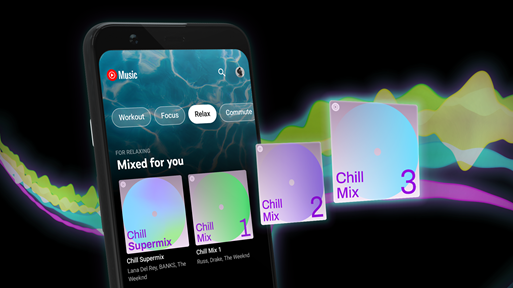 Music
Workout
Focus
Relax
Commute
FOR RELAXING
Mixed for you
Chill
Supermix
Chill
Mix
1
Chill
Mix
2
Chill
Mix
3
Chill Supermix
Lana Del Rey, BANKS, The
Weeknd
Chill Mix 1
Russ, Drake, The Weeknd